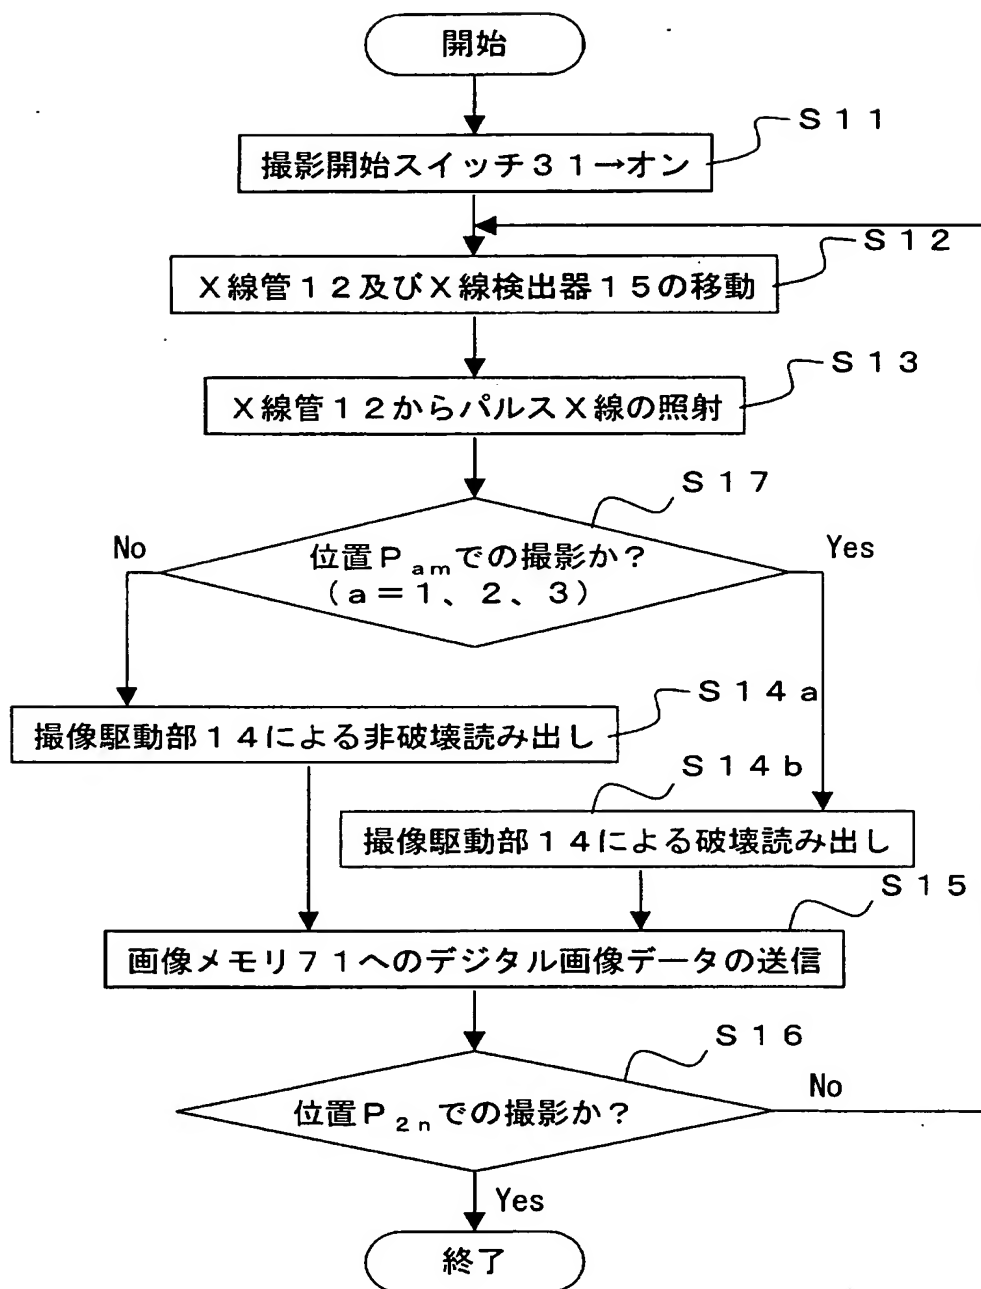 開始
S11
撮影開始スイッチ31→オン
S12
X線管12及びX線検出器15の移動
S13
X線管12からパルスX線の照射
S17
No
位置Pamでの撮影か?
(a=1、2、3)
Yes
S14a
撮像駆動部14による非破壊読み出し
S14b
撮像駆動部14による破壊読み出し
S15
画像メモリ71へのデジタル画像データの送信
S16
位置P2nでの撮影か?
No
Yes
終了